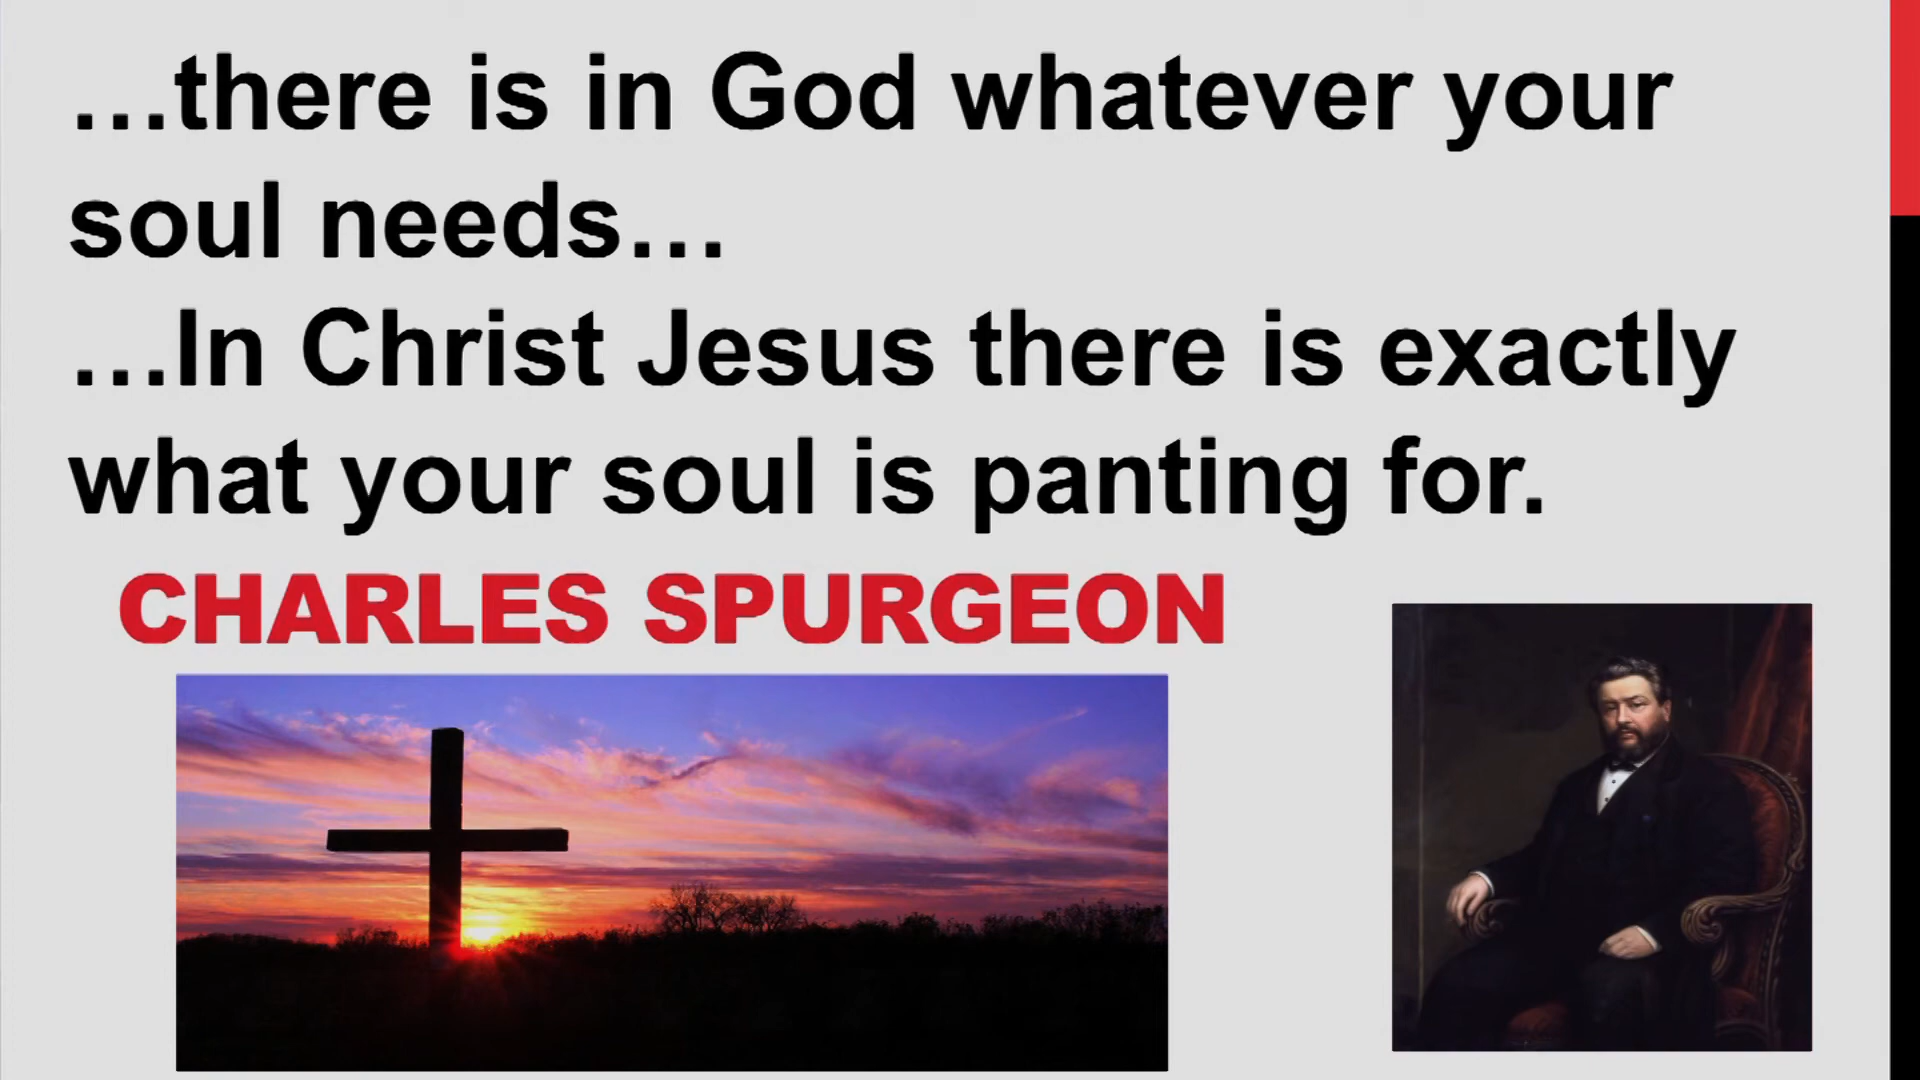 …there is in God whatever your
soul needs…
…In Christ Jesus there is exactly
what your soul is panting for.
CHARLES SPURGEON